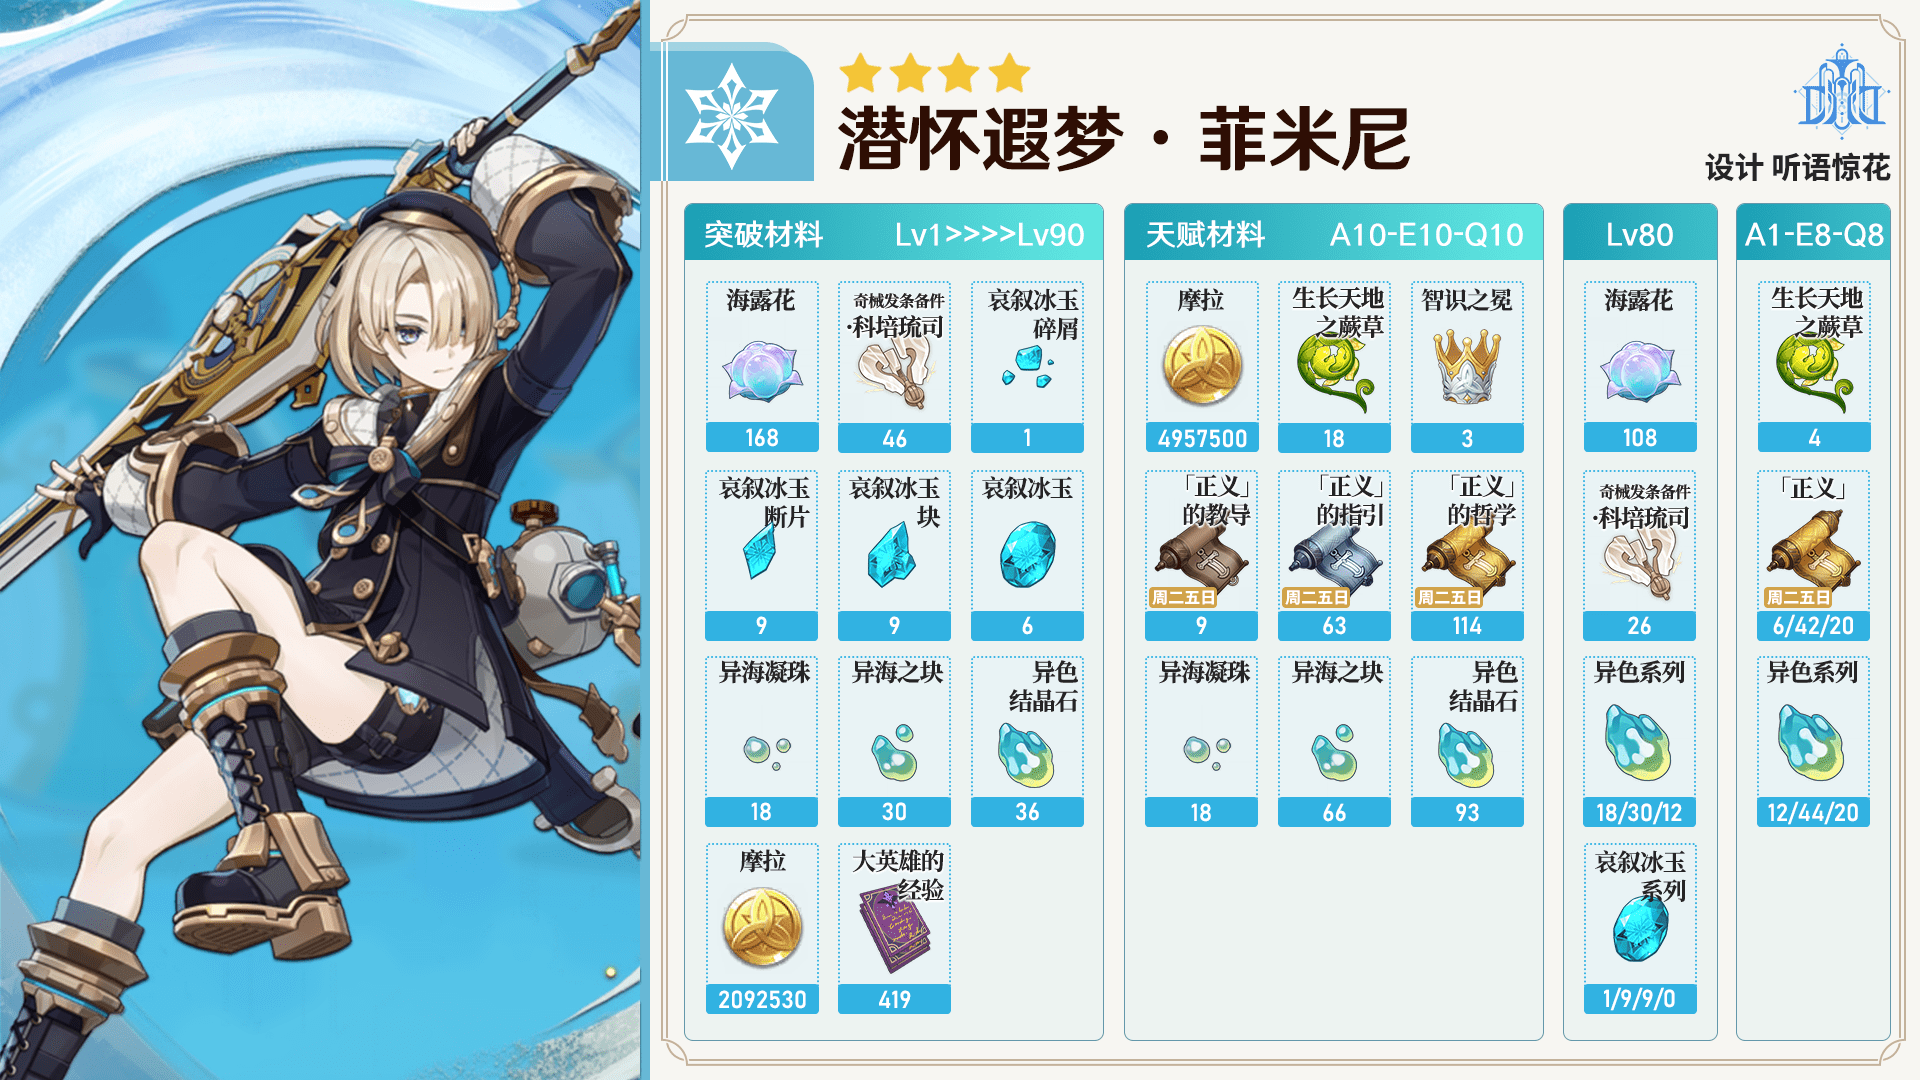 潜怀遐梦·菲米尼
设计 听语惊花
突破材料 Lv1>>>>Lv90
海露花
168
奇械发条备件
·科培琉司
46
哀叙冰玉
碎屑
1
哀叙冰玉
断片
9
哀叙冰玉
块
9
哀叙冰玉
6
异海凝珠
18
异海之块
30
异色
结晶石
36
摩拉
2092530
大英雄的
经验
419
天赋材料 A10-E10-Q10
摩拉
4957500
生长天地
之蕨草
18
智识之冕
3
「正义」
的教导
周二五日
9
「正义」
的指引
周二五日
63
「正义」
的哲学
周二五日
114
异海凝珠
18
异海之块
66
异色
结晶石
93
Lv80
海露花
108
奇械发条备件
·科培琉司
26
异色系列
18/30/12
哀叙冰玉
系列
1/9/9/0
A1-E8-Q8
生长天地
之蕨草
4
「正义」
周二五日
6/42/20
异色系列
12/44/20